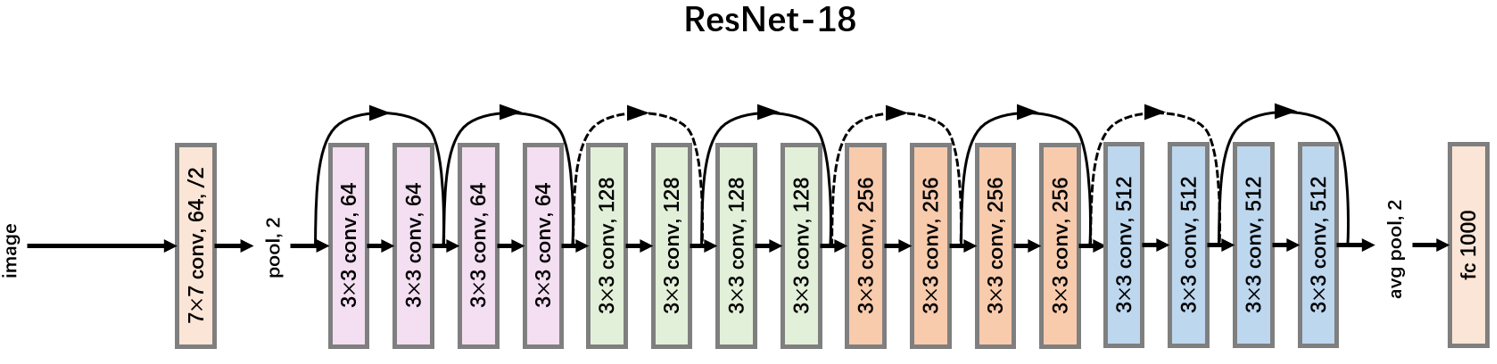 ResNet-18
image
7×7 conv, 64, /2
pool, 2
3×3 conv, 64
3×3 conv, 64
3×3 conv, 64
3×3 conv, 64
3×3 conv, 128
3×3 conv, 128
3×3 conv, 128
3×3 conv, 128
3×3 conv, 256
3×3 conv, 256
3×3 conv, 256
3×3 conv, 256
3×3 conv, 512
3×3 conv, 512
3×3 conv, 512
3×3 conv, 512
avg pool, 2
fc 1000